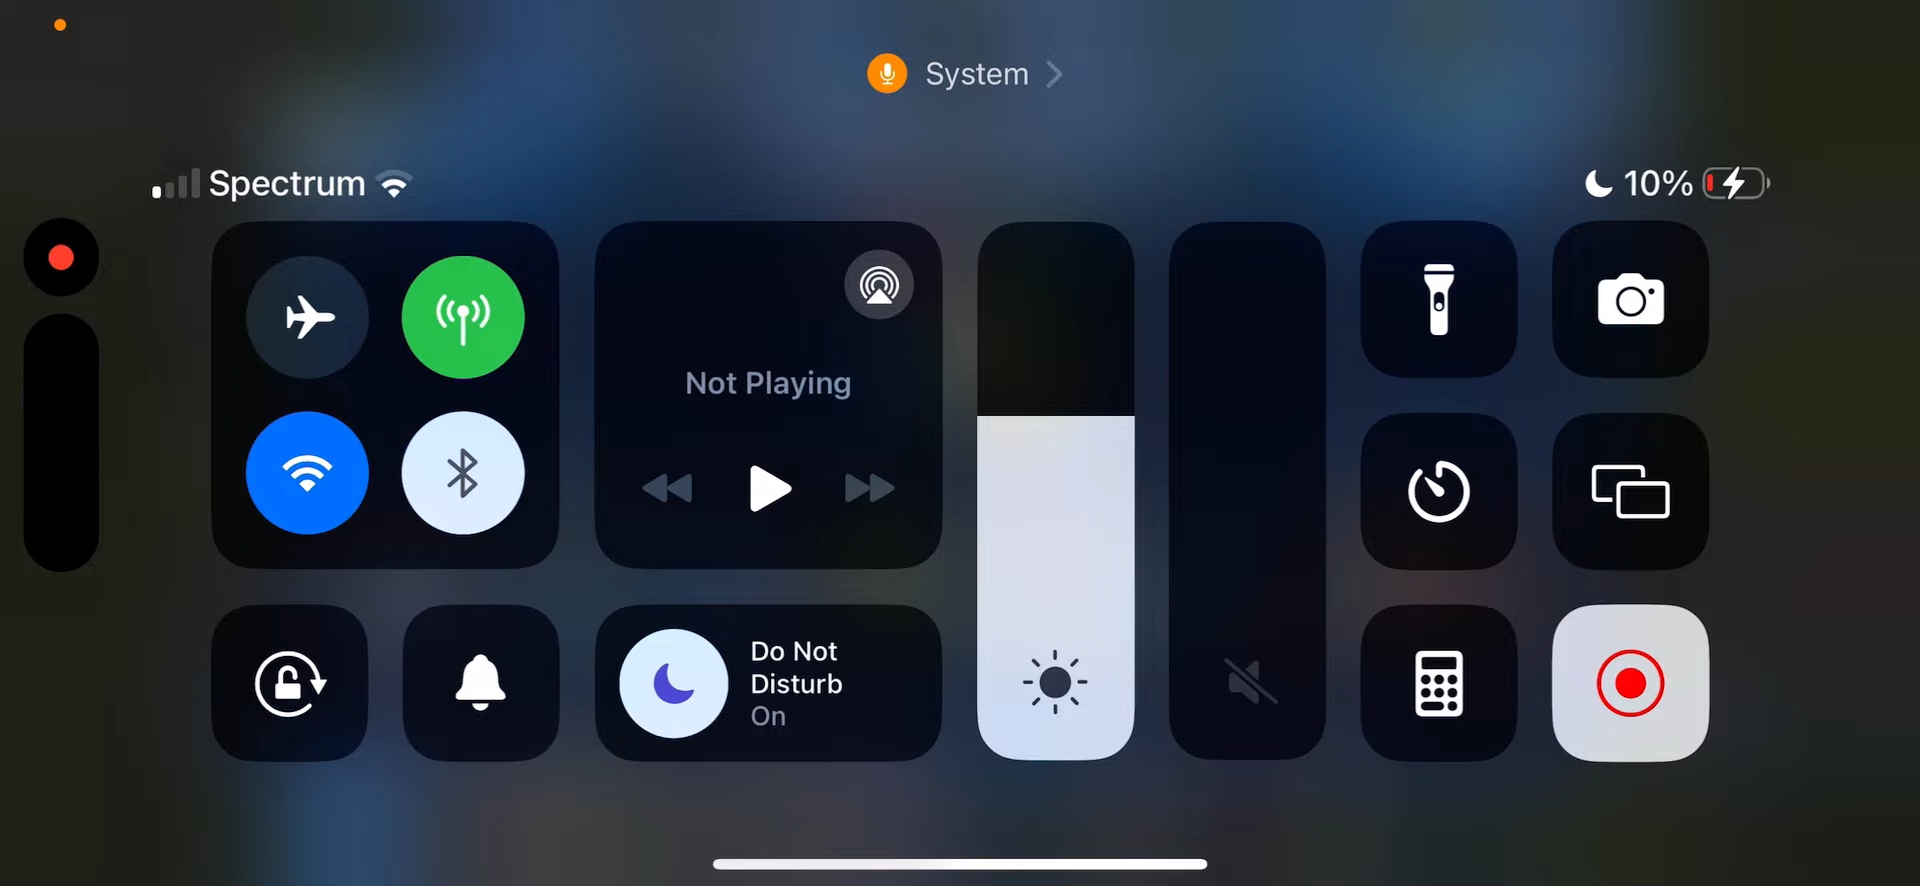 System
Spectrum
10%
Not Playing
Do Not
Disturb
On